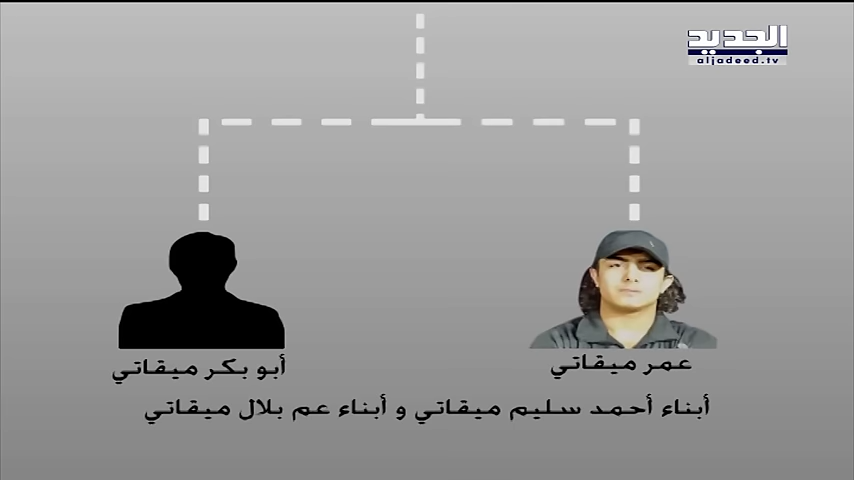 الجديد
aljadeed.tv
أبو بكر ميقاتي
عمر ميقاتي
أبناء أحمد سليم ميقاتي و أبناء عم بلال ميقاتي